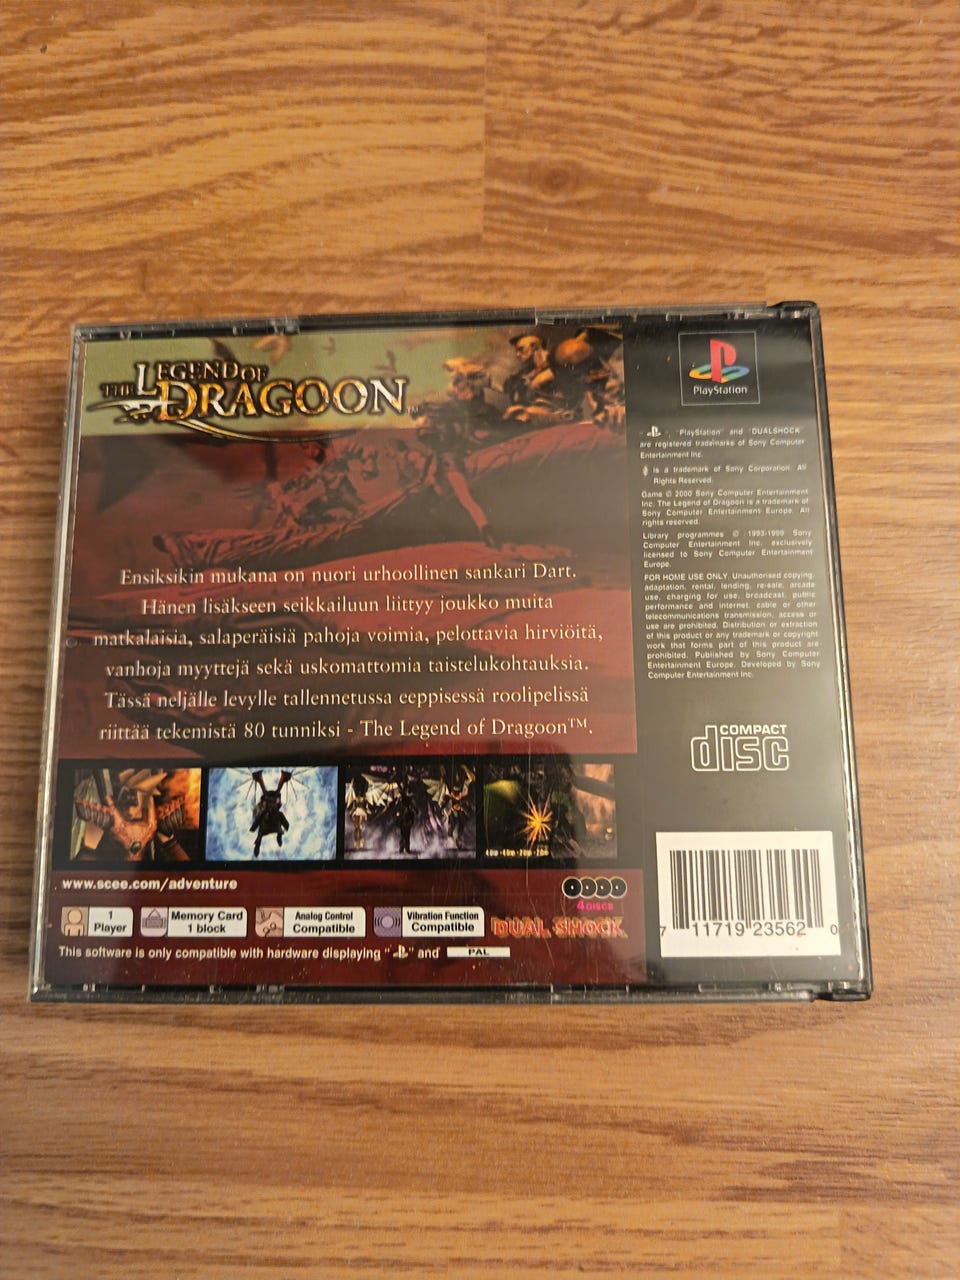 THE LEGEND OF
DRAGOON™
PlayStation
"PlayStation" and "DUALSHOCK"
are registered trademarks of Sony Computer
Entertainment Inc.
is a trademark of Sony Corporation. All
Rights Reserved.
Game © 2000 Sony Computer Entertainment
Inc. The Legend of Dragoon is a trademark of
Sony Computer Entertainment Europe. All
rights reserved.
Library programmes © 1993-1999 Sony
Computer Entertainment Inc. exclusively
licensed to Sony Computer Entertainment
Europe.
FOR HOME USE ONLY. Unauthorised copying,
adaptation, rental, lending, re-sale, arcade
use, charging for use, broadcast, public
performance and internet, cable or other
telecommunications transmission, access or
use are prohibited. Distribution or extraction
of this product or any trademark or copyright
work that forms part of this product are
prohibited. Published by Sony Computer
Entertainment Europe. Developed by Sony
Computer Entertainment Inc.
Ensiksikin mukana on nuori urhoollinen sankari Dart.
Hänen lisäkseen seikkailuun liittyy joukko muita
matkalaisia, salaperäisiä pahoja voimia, pelottavia hirviöitä,
vanhoja myyttejä sekä uskomattomia taistelukohtauksia.
Tässä neljälle levylle tallennetussa eeppisessä roolipelissä
riittää tekemistä 80 tunniksi - The Legend of Dragoon™.
COMPACT
disc
www.scee.com/adventure
4 DISCS
1
Player
Memory Card
1 block
Analog Control
Compatible
Vibration Function
Compatible
DUAL SHOCK
This software is only compatible with hardware displaying " " and PAL
7 11719 23562 0